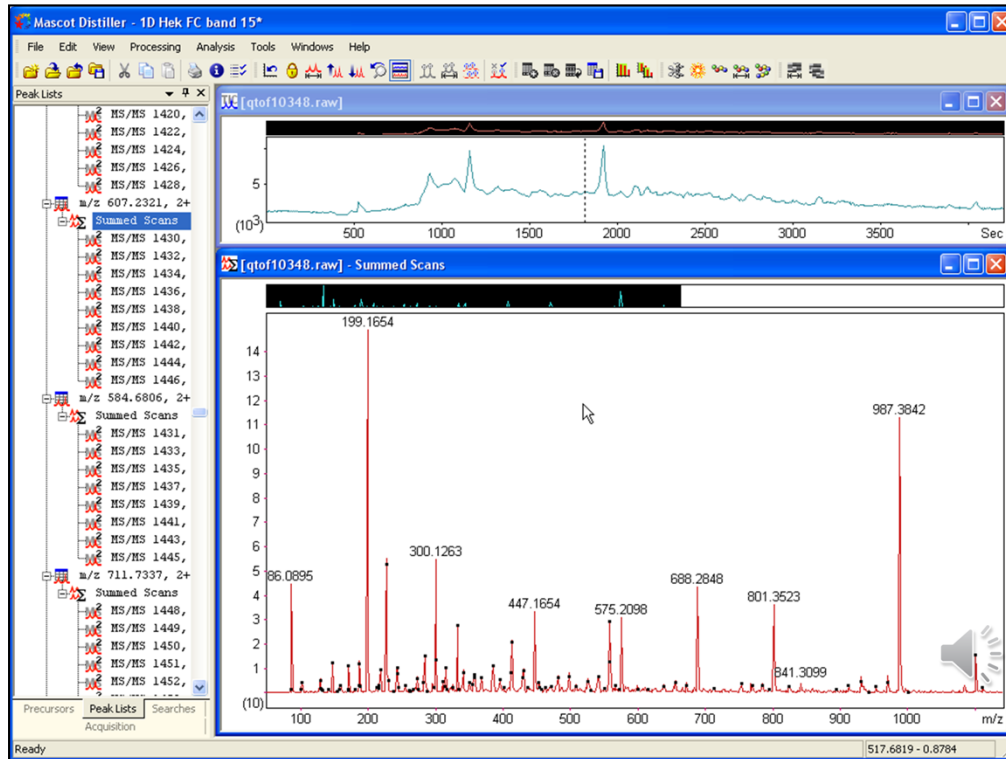 Mascot Distiller - 1D Hek FC band 15*
File Edit View Processing Analysis Tools Windows Help
Peak Lists
MS/MS 1420,
MS/MS 1422,
MS/MS 1424,
MS/MS 1426,
MS/MS 1428,
m/z 607.2321, 2+
Summed Scans
MS/MS 1430,
MS/MS 1432,
MS/MS 1434,
MS/MS 1436,
MS/MS 1438,
MS/MS 1440,
MS/MS 1442,
MS/MS 1444,
MS/MS 1446,
m/z 584.6806, 2+
Summed Scans
MS/MS 1431,
MS/MS 1433,
MS/MS 1435,
MS/MS 1437,
MS/MS 1439,
MS/MS 1441,
MS/MS 1443,
MS/MS 1445,
m/z 711.7337, 2+
Summed Scans
MS/MS 1448,
MS/MS 1449,
MS/MS 1450,
MS/MS 1451,
MS/MS 1452,
Precursors Peak Lists Searches
Acquisition
[qtof10348.raw]
5
(10³)
500 1000 1500 2000 2500 3000 3500 Sec
[qtof10348.raw] - Summed Scans
199.1654
14
13
12
987.3842
11
10
9
8
7
6
300.1263
5
86.0895
688.2848
4
447.1654
801.3523
575.2098
3
2
1
841.3099
(10)
100 200 300 400 500 600 700 800 900 1000 m/z
Ready
517.6819 - 0.8784